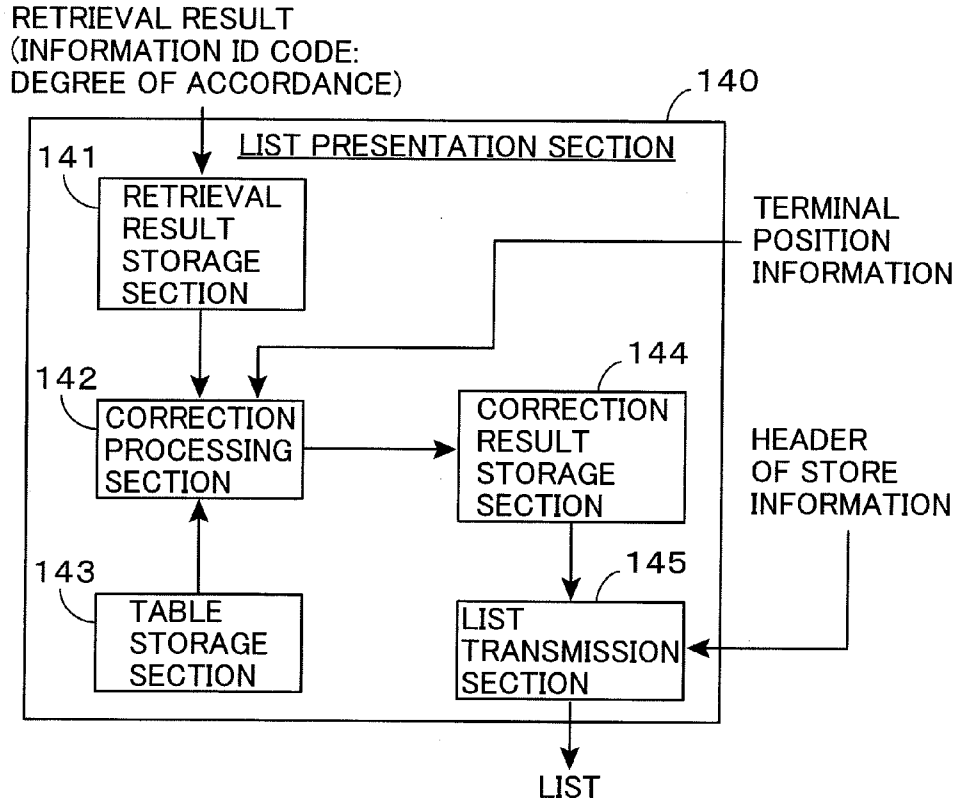 RETRIEVAL RESULT
(INFORMATION ID CODE:
DEGREE OF ACCORDANCE)
140
LIST PRESENTATION SECTION
141
RETRIEVAL
RESULT
STORAGE
SECTION
TERMINAL
POSITION
INFORMATION
142
CORRECTION
PROCESSING
SECTION
144
CORRECTION
RESULT
STORAGE
SECTION
HEADER
OF STORE
INFORMATION
143
TABLE
STORAGE
SECTION
145
LIST
TRANSMISSION
SECTION
LIST